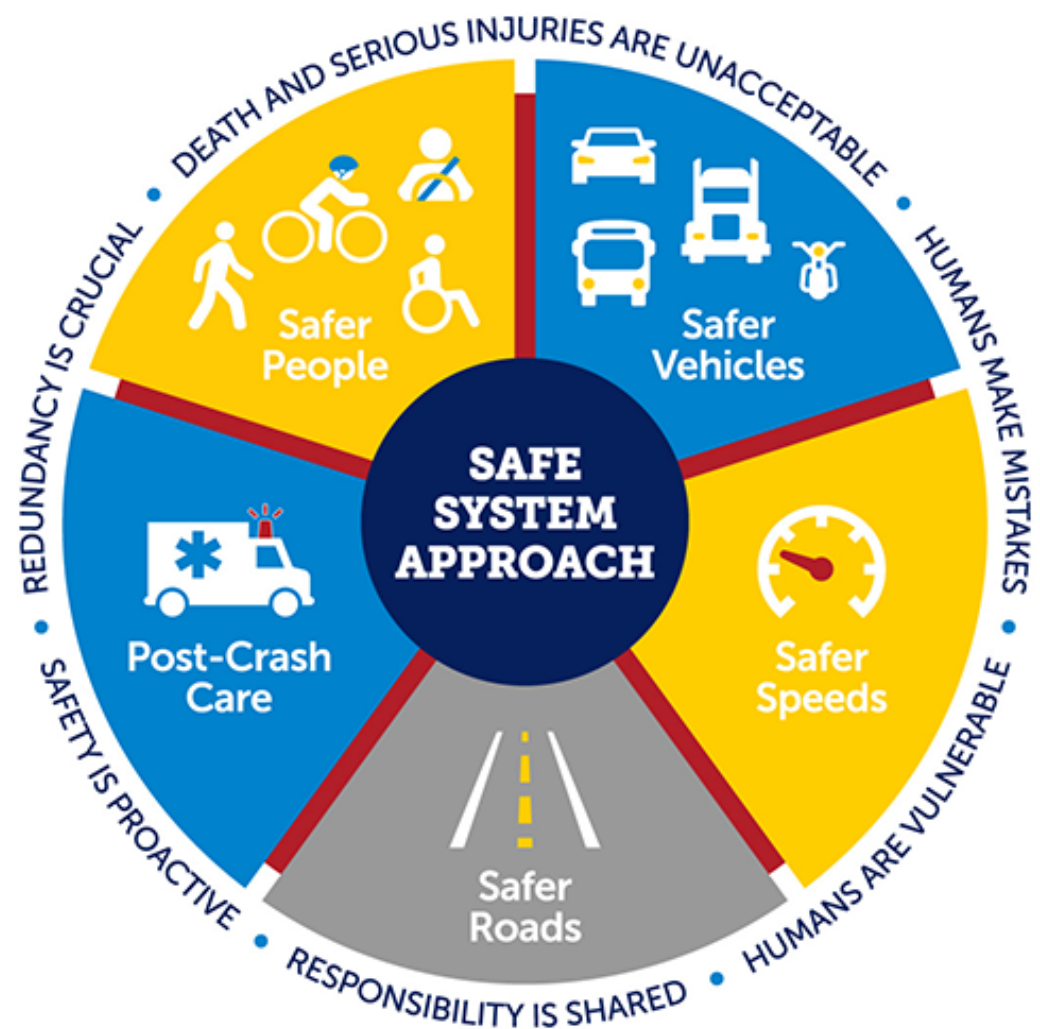 DEATH AND SERIOUS INJURIES ARE UNACCEPTABLE
HUMANS MAKE MISTAKES
HUMANS ARE VULNERABLE
RESPONSIBILITY IS SHARED
SAFETY IS PROACTIVE
REDUNDANCY IS CRUCIAL
Safer
People
Safer
Vehicles
SAFE
SYSTEM
APPROACH
Post-Crash
Care
Safer
Speeds
Safer
Roads